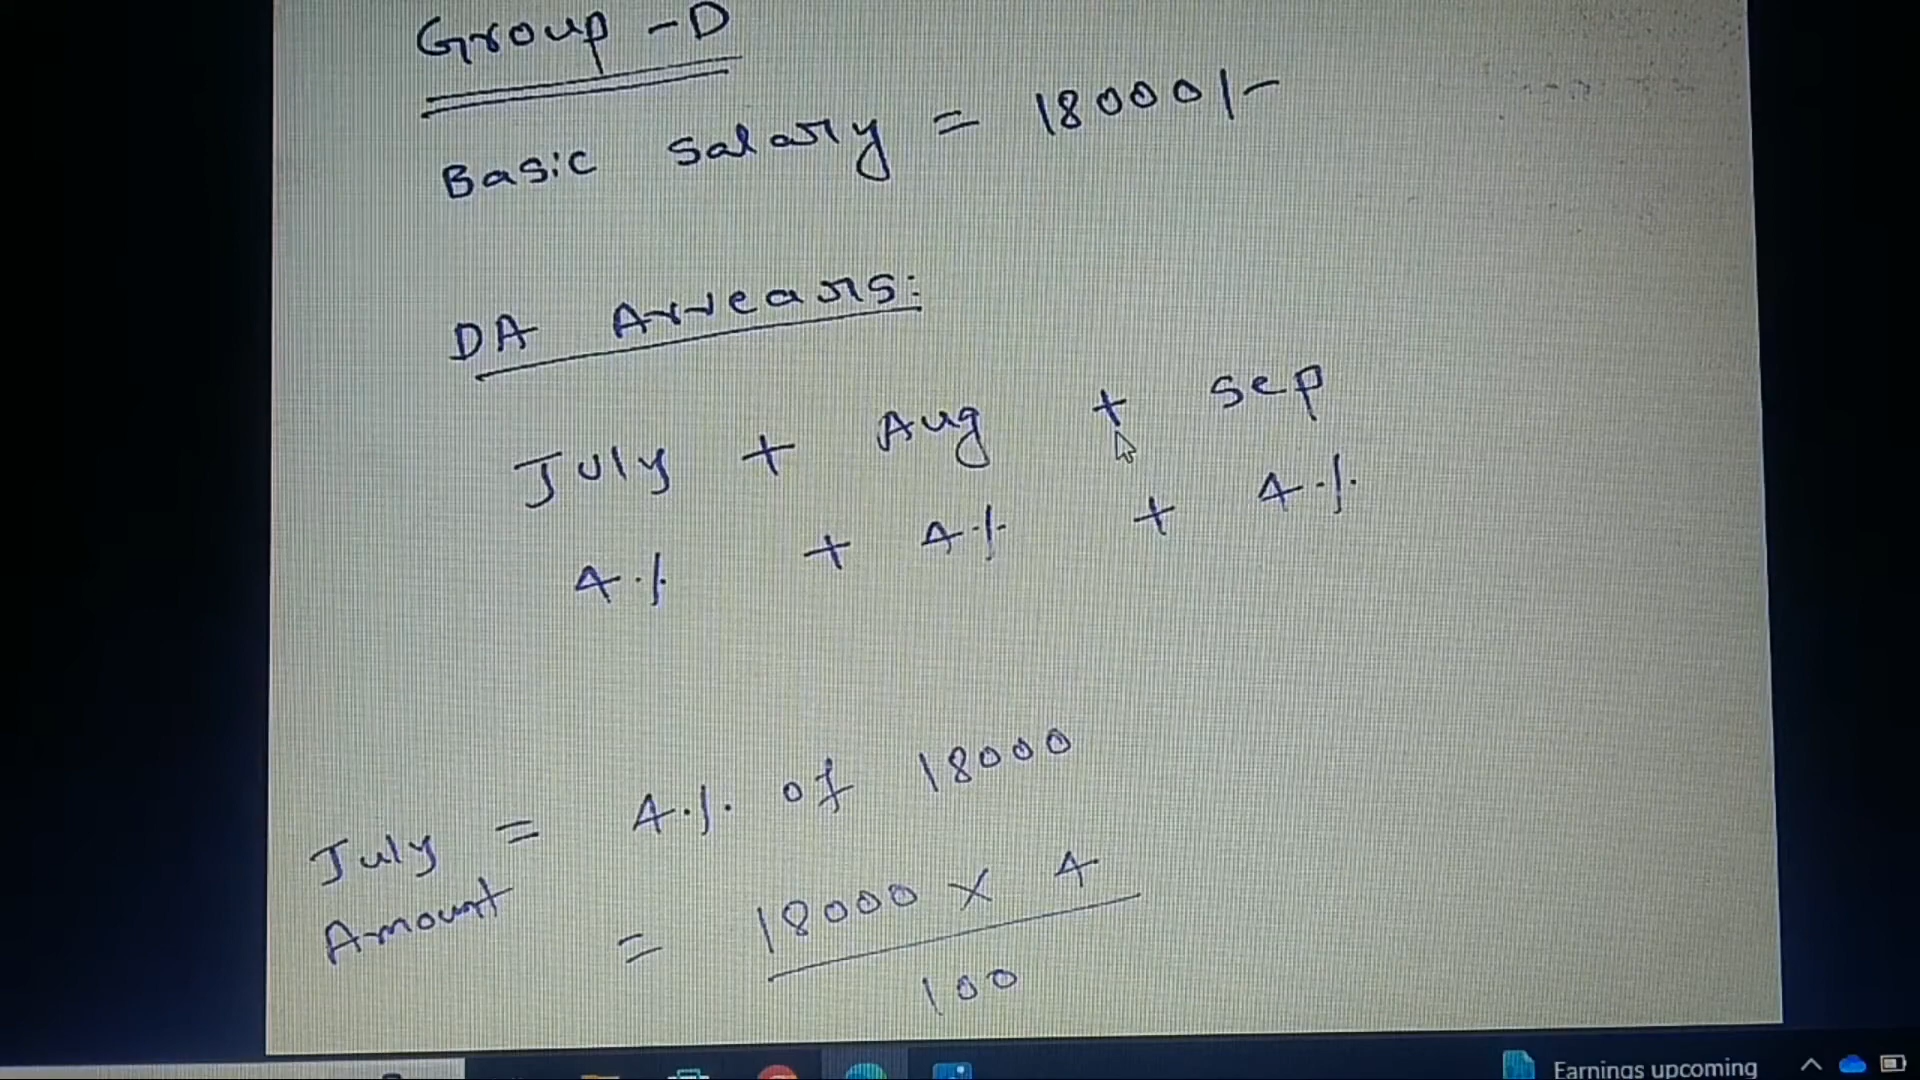 Group - D
Basic Salary = 18000/-
DA Arrears:
July + Aug + Sep
4% + 4% + 4%
July Amount = 4% of 18000
= 18000 x 4
100
Earnings upcoming